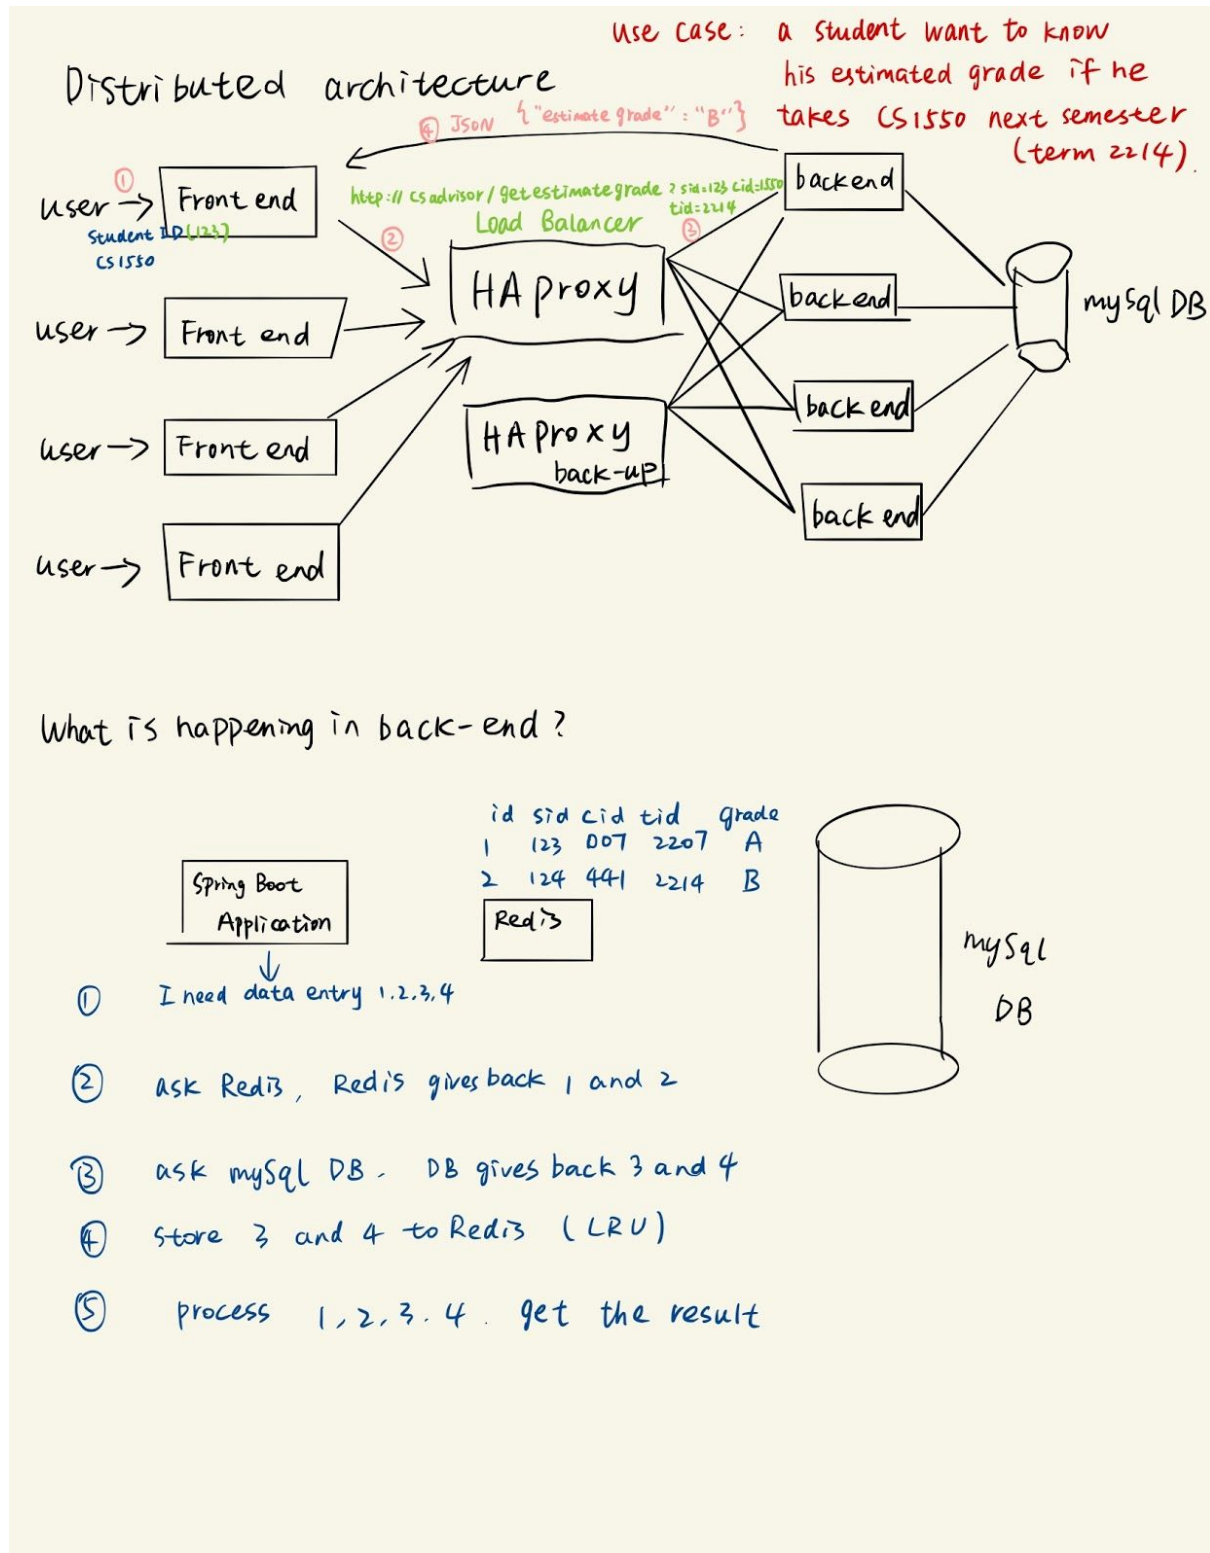 use case: a student want to know
his estimated grade if he
takes CS1550 next semester
(term 2214).
Distributed architecture
④ Json {"estimate grade": "B"}
①
user → Front end
Student ID (123)
CS1550
http://csadvisor/getestimategrade?sid=123 cid=1550
tid=2214
Load Balancer
②
③
HAproxy
backend
user → Front end
backend
mySql DB
user → Front end
HAProxy
back-up
back end
user → Front end
back end
What is happening in back-end?
id sid cid tid grade
1 123 007 2207 A
2 124 441 2214 B
Spring Boot
Application
Redis
mySql
DB
① I need data entry 1.2.3,4
② ask Redis, Redis gives back 1 and 2
③ ask mySql DB. DB gives back 3 and 4
④ store 3 and 4 to Redis (LRU)
⑤ process 1,2,3.4. get the result